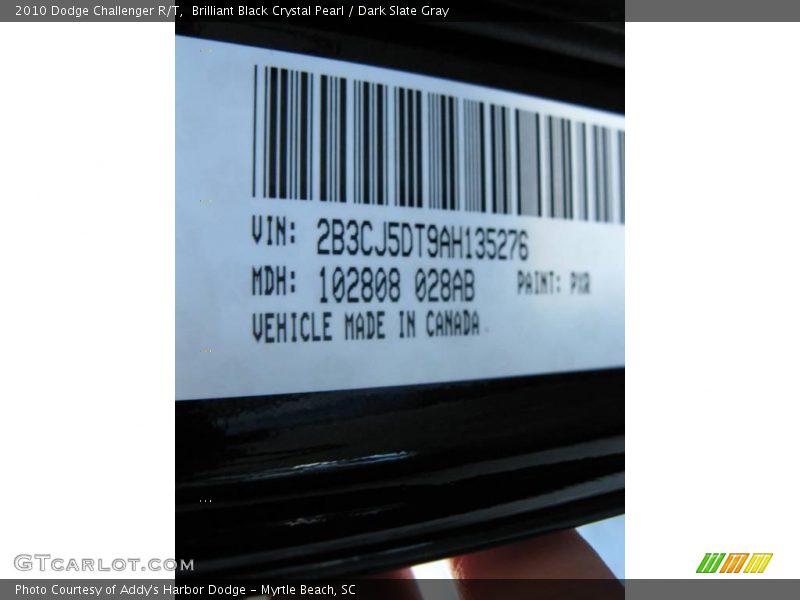 2010 Dodge Challenger R/T,  Brilliant Black Crystal Pearl / Dark Slate Gray
VIN: 2B3CJ5DT9AH135276
MDH: 102808 028AB PAINT: PXR
VEHICLE MADE IN CANADA
GTCARLOT.COM
Photo Courtesy of Addy's Harbor Dodge - Myrtle Beach, SC